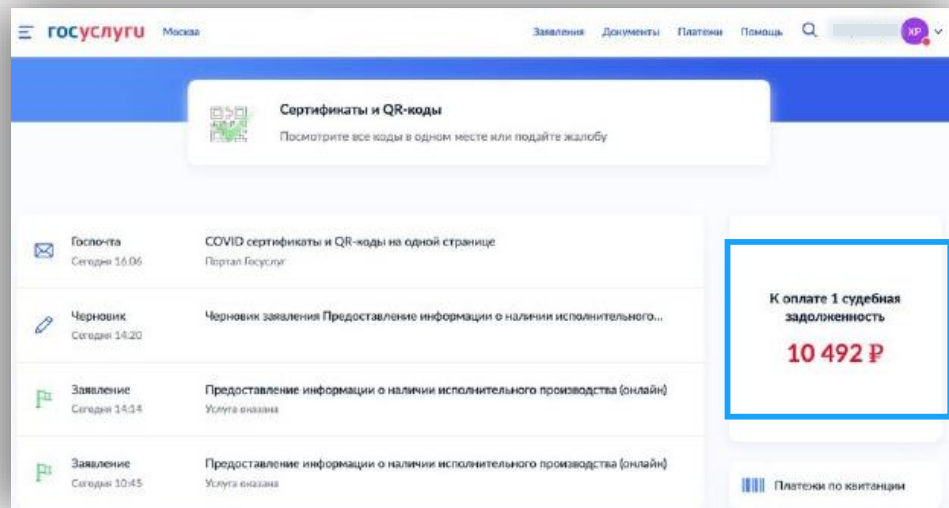 госуслуги Москва Заявления Документы Платежи Помощь ХР
Сертификаты и QR-коды
Посмотрите все коды в одном месте или подайте жалобу
Госпочта COVID сертификаты и QR-коды на одной странице
Сегодня 16:06 Портал Госуслуг
Черновик Черновик заявления Предоставление информации о наличии исполнительного...
Сегодня 14:20
Заявление Предоставление информации о наличии исполнительного производства (онлайн)
Сегодня 14:14 Услуга оказана
Заявление Предоставление информации о наличии исполнительного производства (онлайн)
Сегодня 10:45 Услуга оказана
К оплате 1 судебная
задолженность
10 492 ₽
Платежи по квитанции